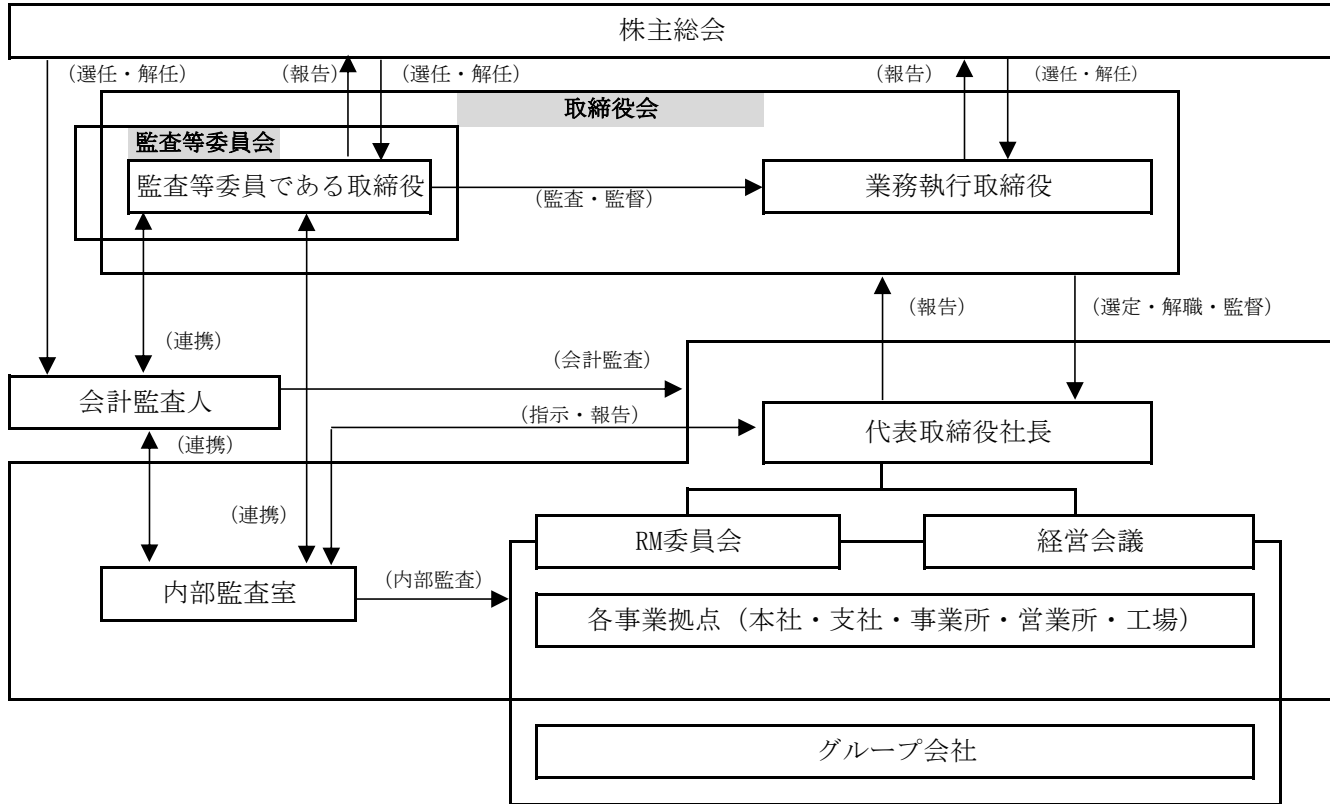 株主総会
(選任・解任)
(報告)
(選任・解任)
(報告)
(選任・解任)
取締役会
監査等委員会
監査等委員である取締役
(監査・監督)
業務執行取締役
(報告)
(選定・解職・監督)
(連携)
(会計監査)
会計監査人
(指示・報告)
代表取締役社長
(連携)
(連携)
RM委員会
経営会議
内部監査室
(内部監査)
各事業拠点（本社・支社・事業所・営業所・工場）
グループ会社